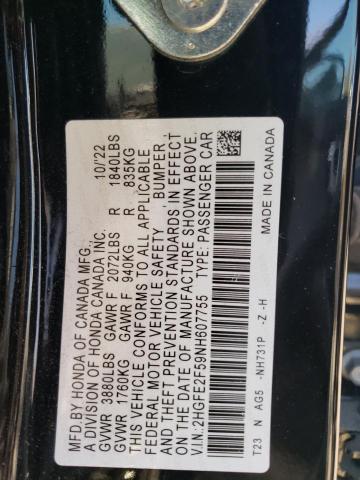 MFD. BY HONDA OF CANADA MFG.
A DIVISION OF HONDA CANADA INC. 10/22
GVWR 3880LBS GAWR F 2072LBS R 1840LBS
GVWR 1760KG GAWR F 940KG R 835KG
THIS VEHICLE CONFORMS TO ALL APPLICABLE
FEDERAL MOTOR VEHICLE SAFETY , BUMPER,
AND THEFT PREVENTION STANDARDS IN EFFECT
ON THE DATE OF MANUFACTURE SHOWN ABOVE.
V.I.N.:2HGFE2F59NH607755 TYPE: PASSENGER CAR
T23 N AG5 -NH731P -Z -H MADE IN CANADA